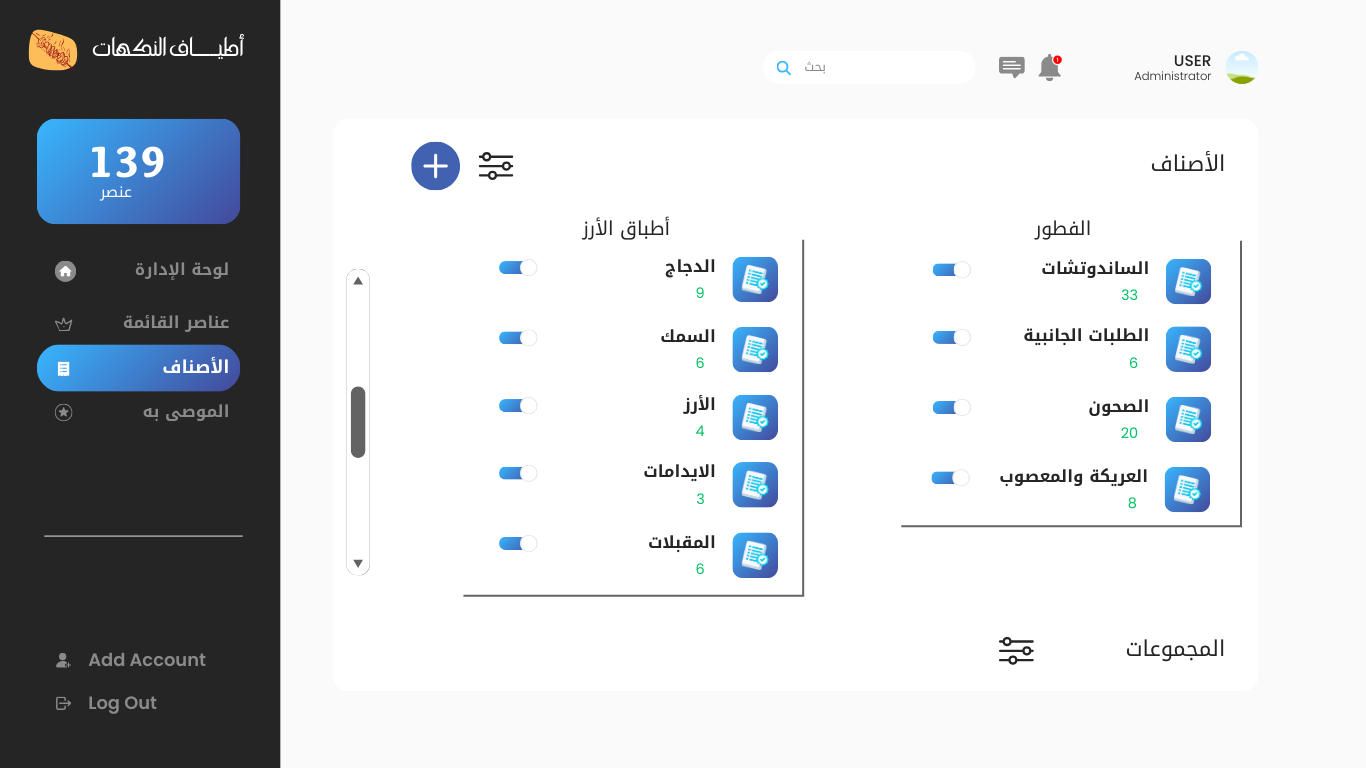 أطياف النكهات
139
عنصر
لوحة الإدارة
عناصر القائمة
الأصناف
الموصى به
Add Account
Log Out
USER
Administrator
1
بحث
الأصناف
الفطور
الساندوتشات
33
الطلبات الجانبية
6
الصحون
20
العريكة والمعصوب
8
أطباق الأرز
الدجاج
9
السمك
6
الأرز
4
الايدامات
3
المقبلات
6
المجموعات